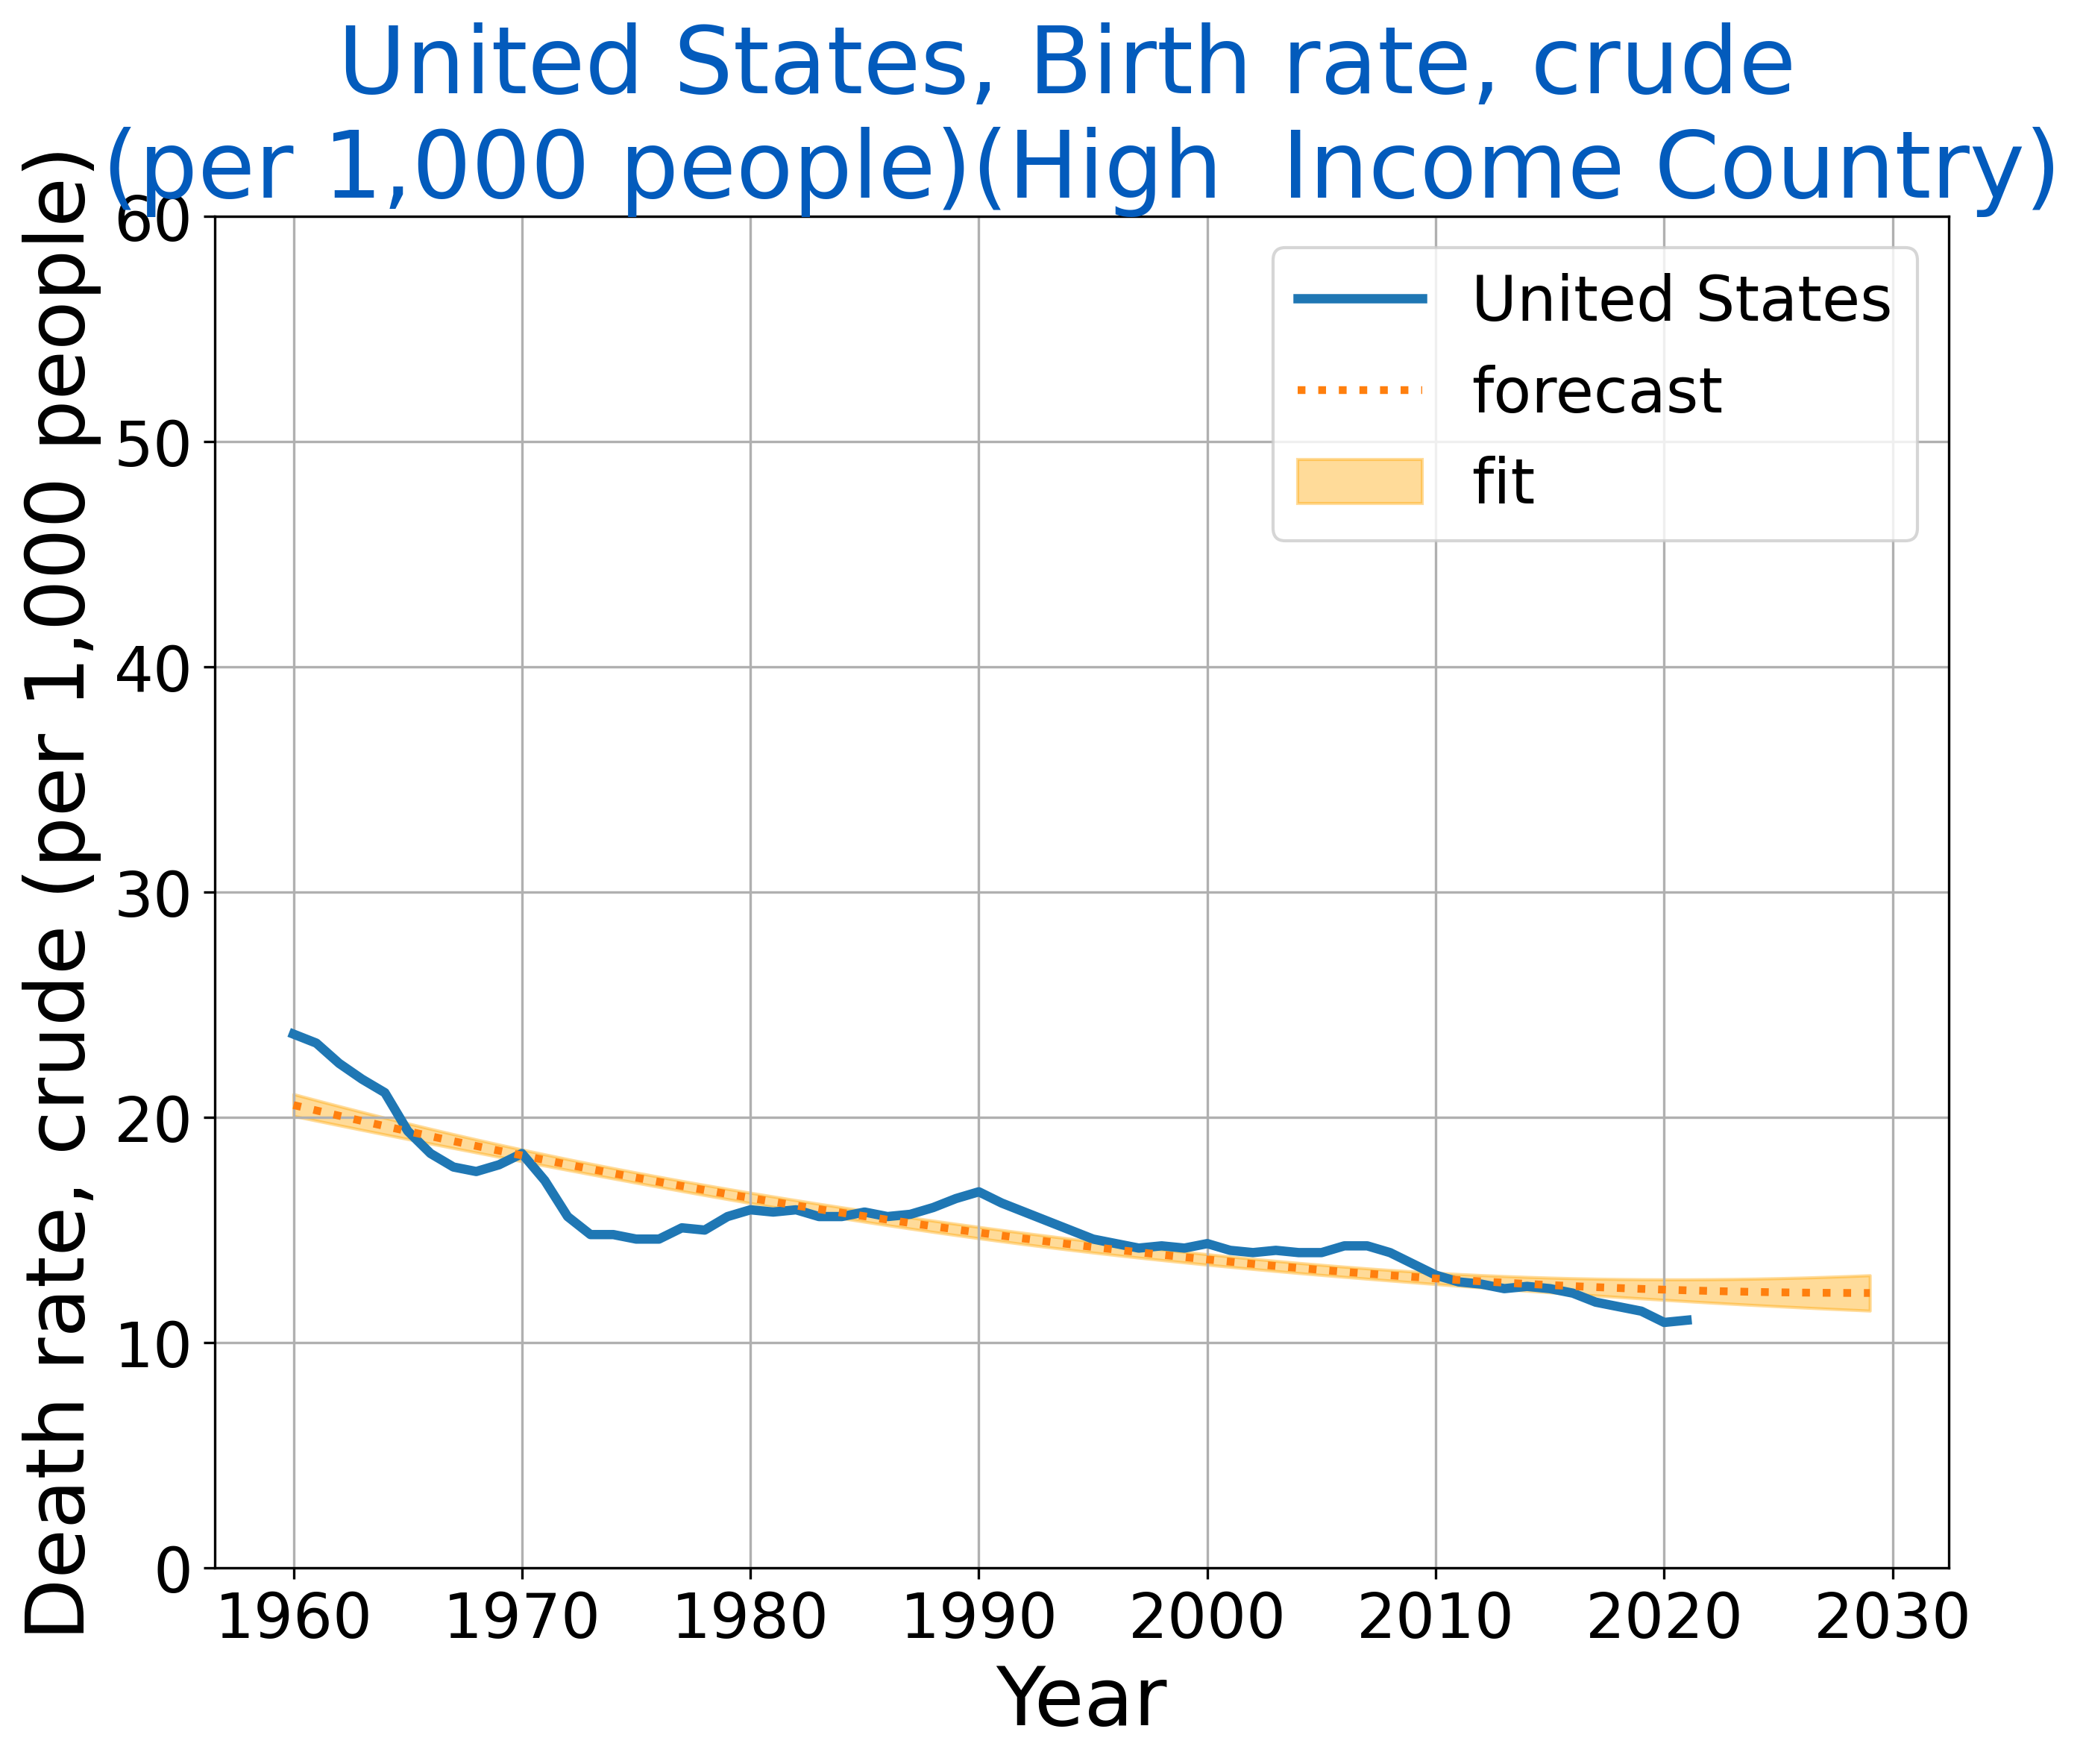 United States, Birth rate, crude
(per 1,000 people)(High Income Country)
Death rate, crude (per 1,000 people)
60
50
40
30
20
10
0
United States
forecast
fit
1960 1970 1980 1990 2000 2010 2020 2030
Year